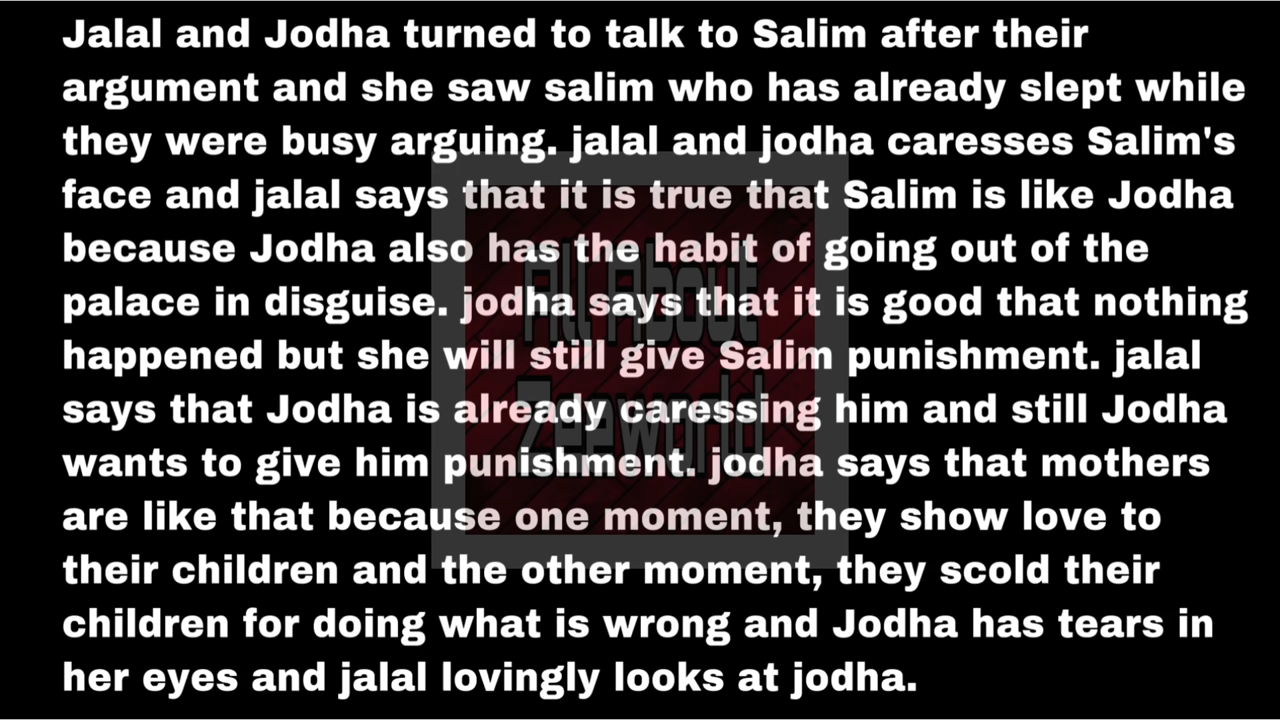 Jalal and Jodha turned to talk to Salim after their
argument and she saw salim who has already slept while
they were busy arguing. jalal and jodha caresses Salim's
face and jalal says that it is true that Salim is like Jodha
because Jodha also has the habit of going out of the
palace in disguise. jodha says that it is good that nothing
happened but she will still give Salim punishment. jalal
says that Jodha is already caressing him and still Jodha
wants to give him punishment. jodha says that mothers
are like that because one moment, they show love to
their children and the other moment, they scold their
children for doing what is wrong and Jodha has tears in
her eyes and jalal lovingly looks at jodha.
All About
Zeeworld